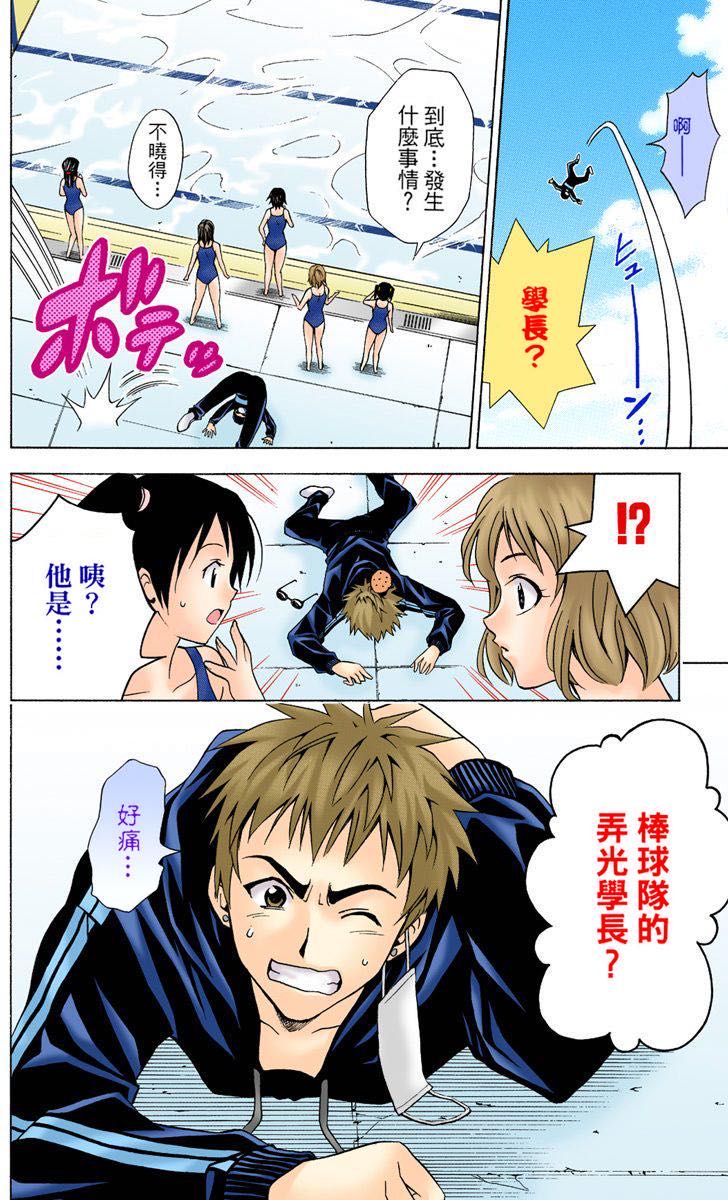 啊——
ヒューーン…
學長？
到底…發生
什麼事情？
不曉得…
ボテッ
!?
咦？
他是……
棒球隊的
弄光學長？
好痛…